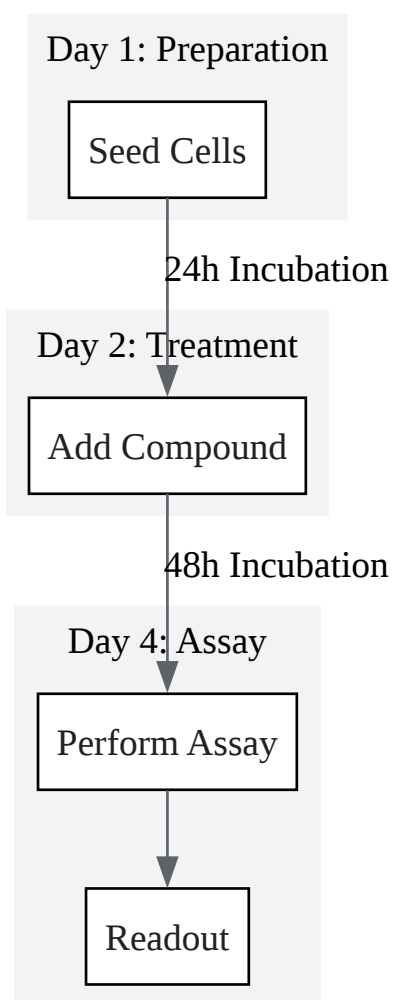 Day 1: Preparation
Seed Cells
24h Incubation
Day 2: Treatment
Add Compound
48h Incubation
Day 4: Assay
Perform Assay
Readout